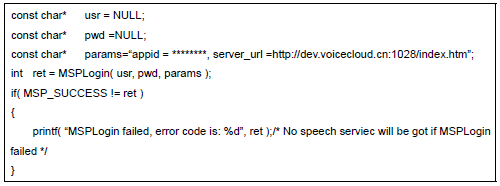 const char* usr = NULL;
const char* pwd =NULL;
const char* params=“appid = ********, server_url =http://dev.voicecloud.cn:1028/index.htm”;
int ret = MSPLogin( usr, pwd, params );
if( MSP_SUCCESS != ret )
{
printf( “MSPLogin failed, error code is: %d”, ret );/* No speech serviec will be got if MSPLogin
failed */
}